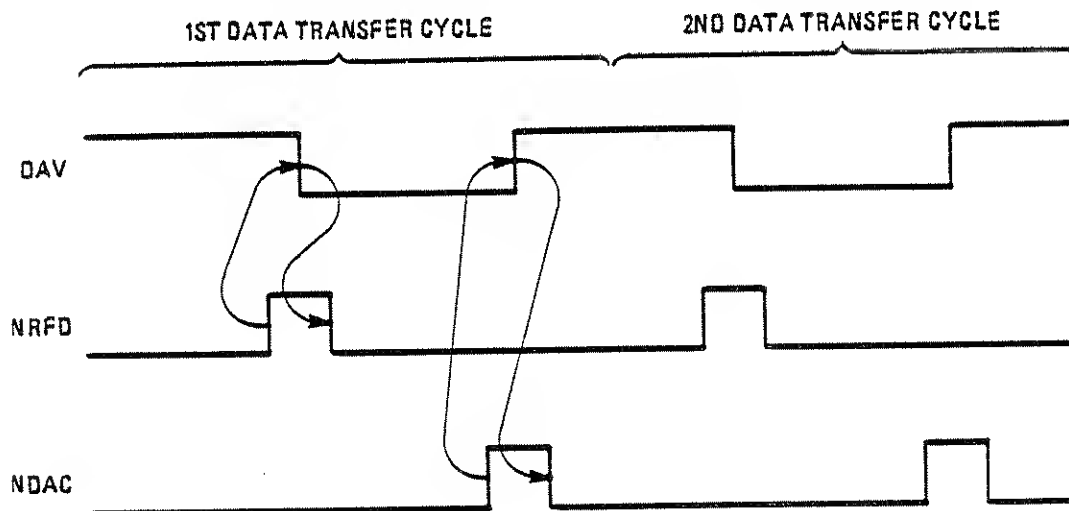 1ST DATA TRANSFER CYCLE
2ND DATA TRANSFER CYCLE
DAV
NRFD
NDAC